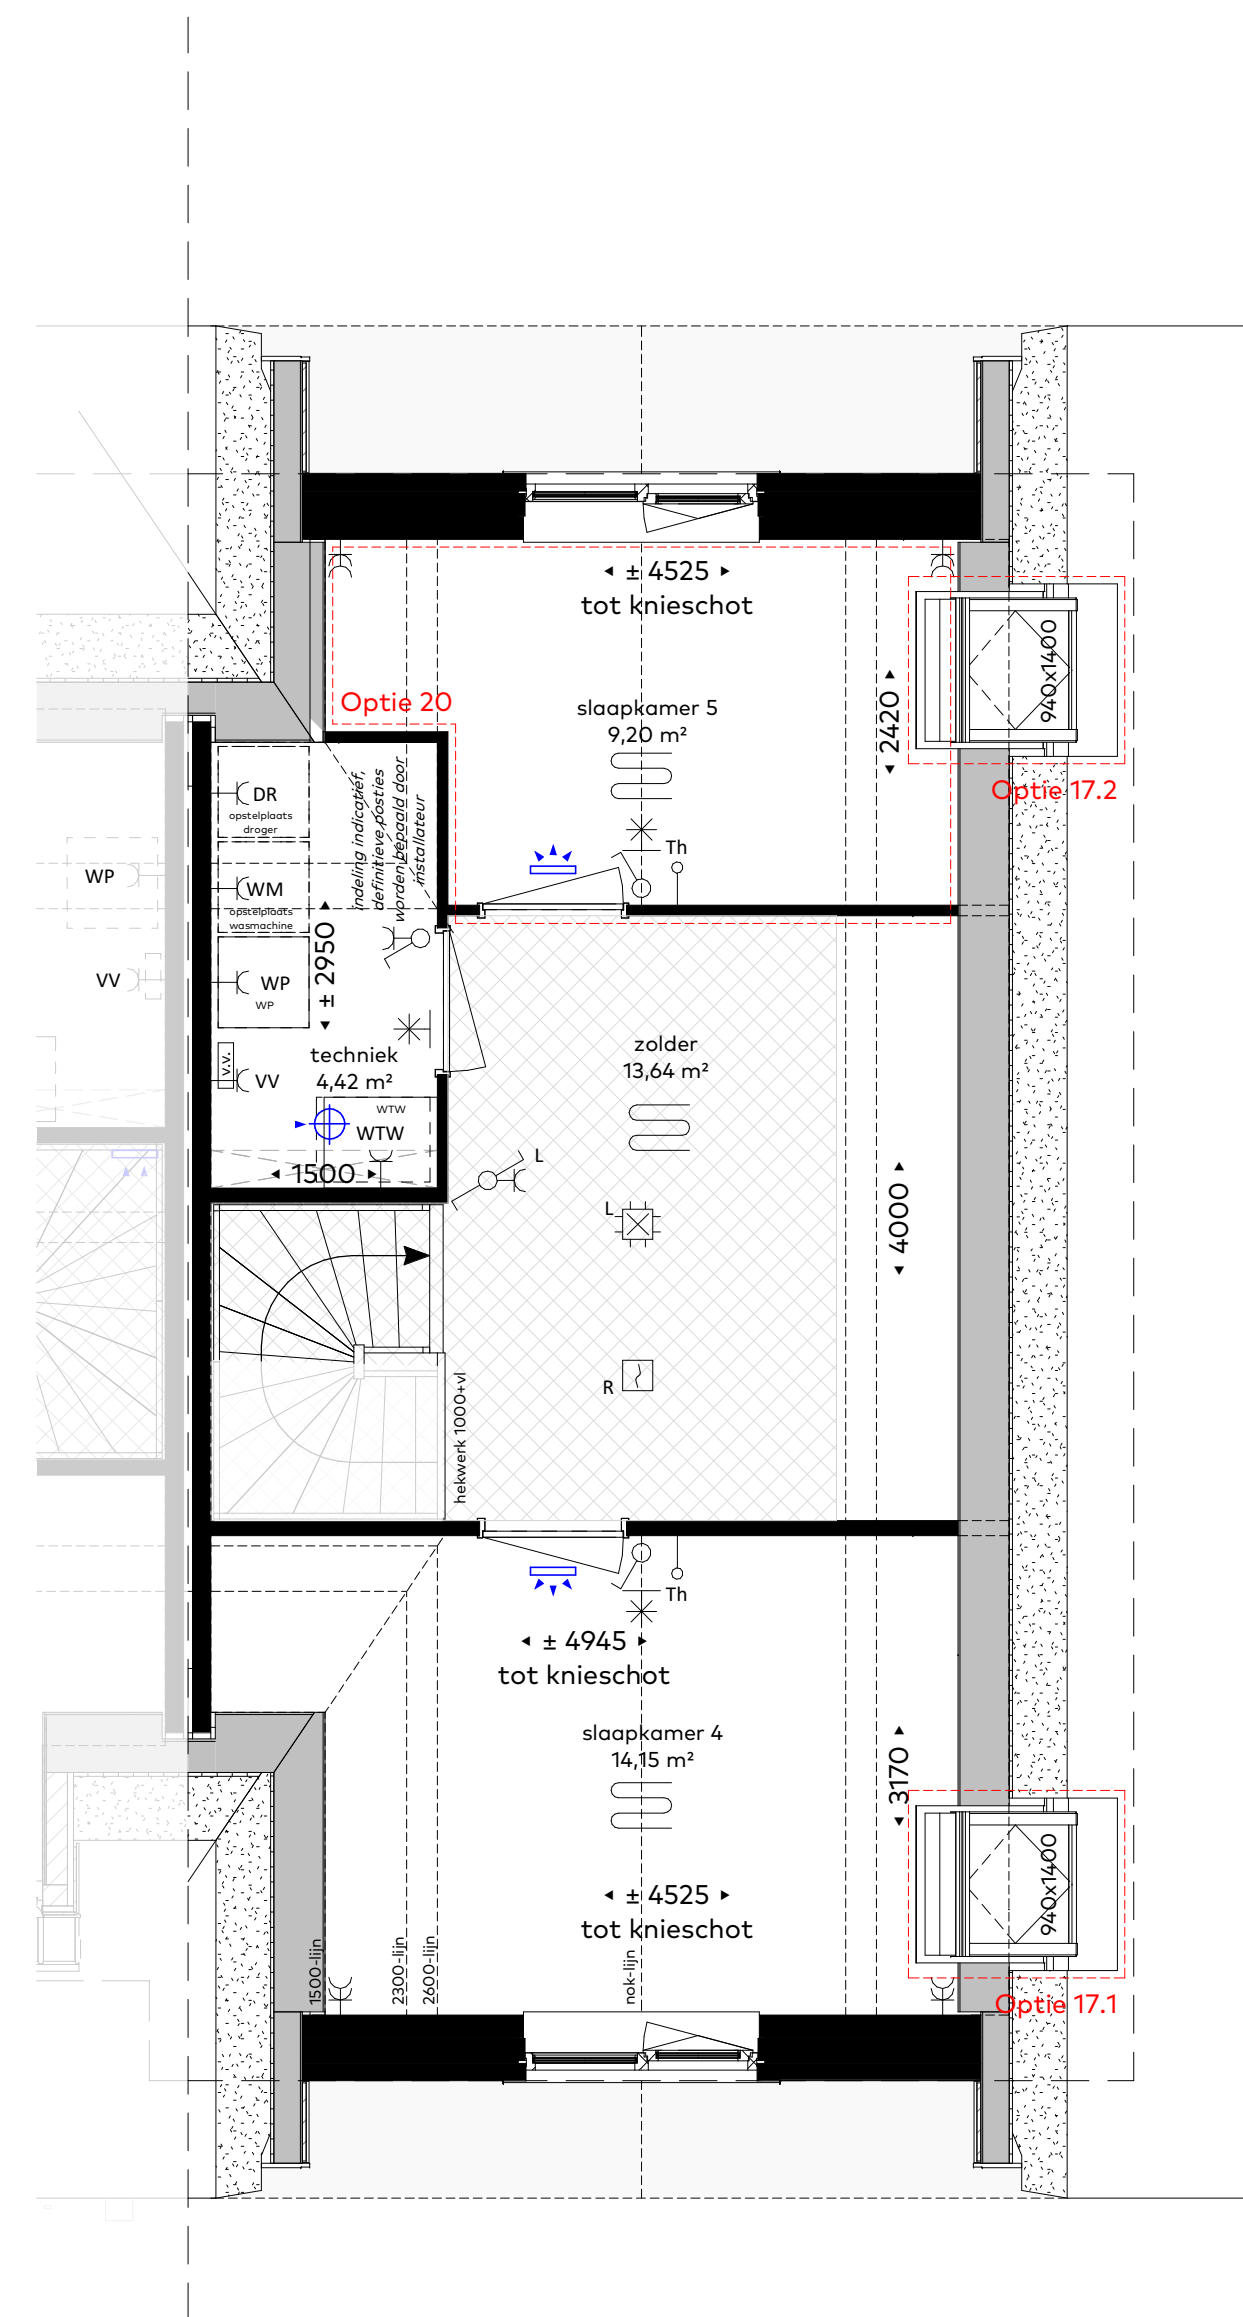 ± 4525
tot knieschot
940x1400
Optie 20
slaapkamer 5
9,20 m²
2420
Optie 17.2
indeling indicatief,
definitieve posties
worden bepaald door
installateur
DR
opstelplaats
droger
Th
WP
WM
opstelplaats
wasmachine
± 2950
VV
WP
WP
zolder
13,64 m²
techniek
4,42 m²
v.v.
VV
WTW
WTW
1500
L
4000
L
R
hekwerk 1000+vl
Th
± 4945
tot knieschot
slaapkamer 4
14,15 m²
3170
940x1400
± 4525
tot knieschot
1500-lijn
2300-lijn
2600-lijn
nok-lijn
Optie 17.1